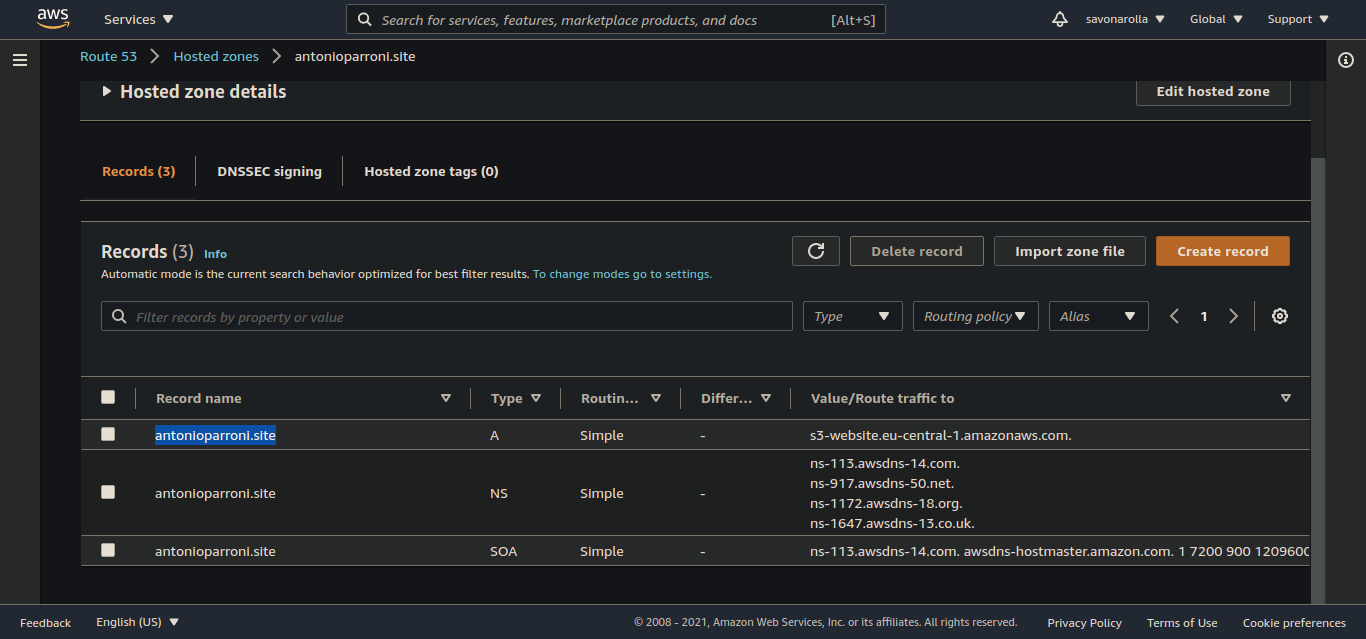 aws
Services
Search for services, features, marketplace products, and docs [Alt+S]
savonarolla
Global
Support
Route 53 > Hosted zones > antonioparroni.site
Hosted zone details
Edit hosted zone
Records (3)
DNSSEC signing
Hosted zone tags (0)
Records (3) Info
Delete record
Import zone file
Create record
Automatic mode is the current search behavior optimized for best filter results. To change modes go to settings.
Filter records by property or value
Type
Routing policy
Alias
1
Record name Type Routin... Differ... Value/Route traffic to
antonioparroni.site A Simple - s3-website.eu-central-1.amazonaws.com.
ns-113.awsdns-14.com.
ns-917.awsdns-50.net.
antonioparroni.site NS Simple -
ns-1172.awsdns-18.org.
ns-1647.awsdns-13.co.uk.
antonioparroni.site SOA Simple - ns-113.awsdns-14.com. awsdns-hostmaster.amazon.com. 1 7200 900 1209600
Feedback English (US) © 2008 - 2021, Amazon Web Services, Inc. or its affiliates. All rights reserved. Privacy Policy Terms of Use Cookie preferences